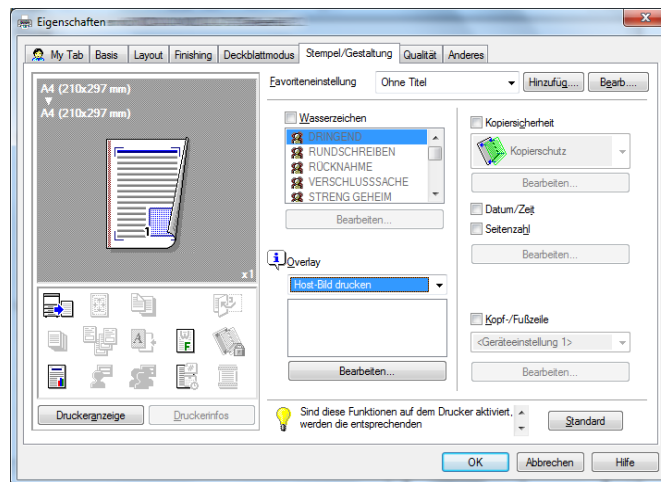 Eigenschaften
x
My Tab Basis Layout Finishing Deckblattmodus Stempel/Gestaltung Qualität Anderes
A4 (210x297 mm)
A4 (210x297 mm)
1
x1
Favoriteneinstellung Ohne Titel Hinzufüg.... Bearb....
Wasserzeichen
DRINGEND
RUNDSCHREIBEN
RÜCKNAHME
VERSCHLUSSSACHE
STRENG GEHEIM
Bearbeiten...
Overlay
Host-Bild drucken
Bearbeiten...
Kopiersicherheit
Kopierschutz
Bearbeiten...
Datum/Zeit
Seitenzahl
Bearbeiten...
Kopf-/Fußzeile
<Geräteeinstellung 1>
Bearbeiten...
Druckeranzeige Druckerinfos
Sind diese Funktionen auf dem Drucker aktiviert,
werden die entsprechenden
Standard
OK Abbrechen Hilfe